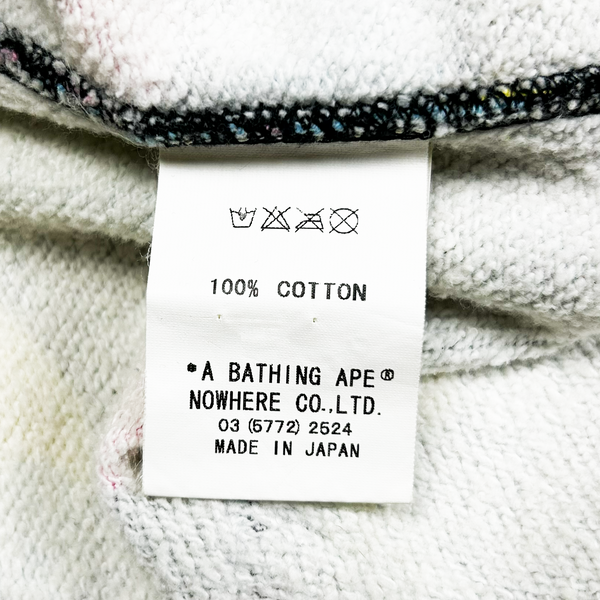 100% COTTON
*A BATHING APE®
NOWHERE CO.,LTD.
03 (5772) 2524
MADE IN JAPAN